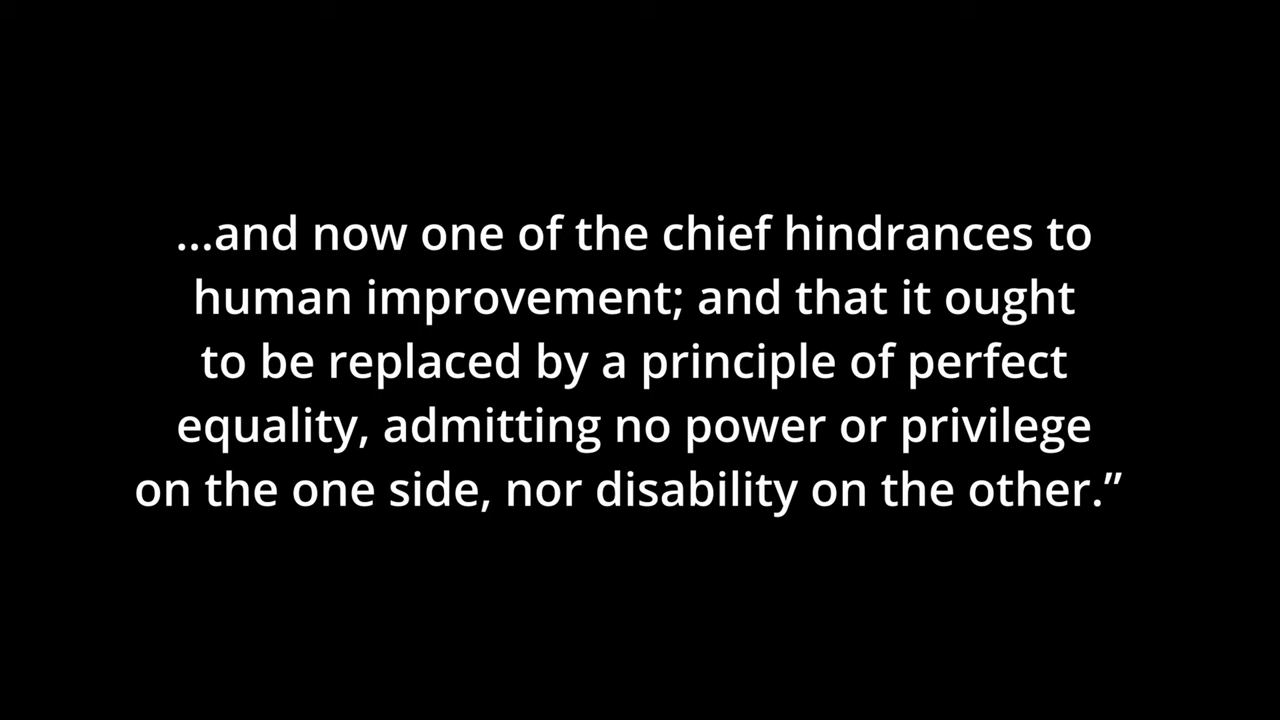 ...and now one of the chief hindrances to
human improvement; and that it ought
to be replaced by a principle of perfect
equality, admitting no power or privilege
on the one side, nor disability on the other.”